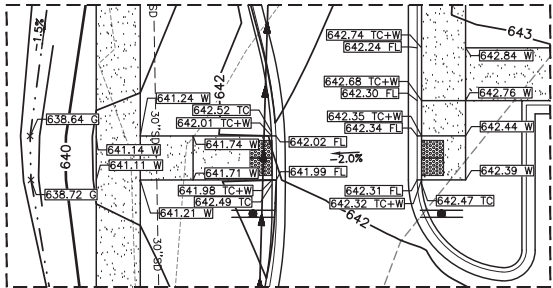 -1.5%
30"SD
642
642.74 TC+W
642.24 FL
643
642.84 W
642.68 TC+W
642.30 FL
642.76 W
641.24 W
642.52 TC
642.01 TC+W
642.35 TC+W
642.34 FL
642.44 W
638.64 G
640
641.14 W
641.11 W
641.74 W
642.02 FL
-2.0%
641.71 W
641.99 FL
642.39 W
638.72 G
641.98 TC+W
642.49 TC
642.31 FL
642.32 TC+W
642.47 TC
641.21 W
642
30"SD